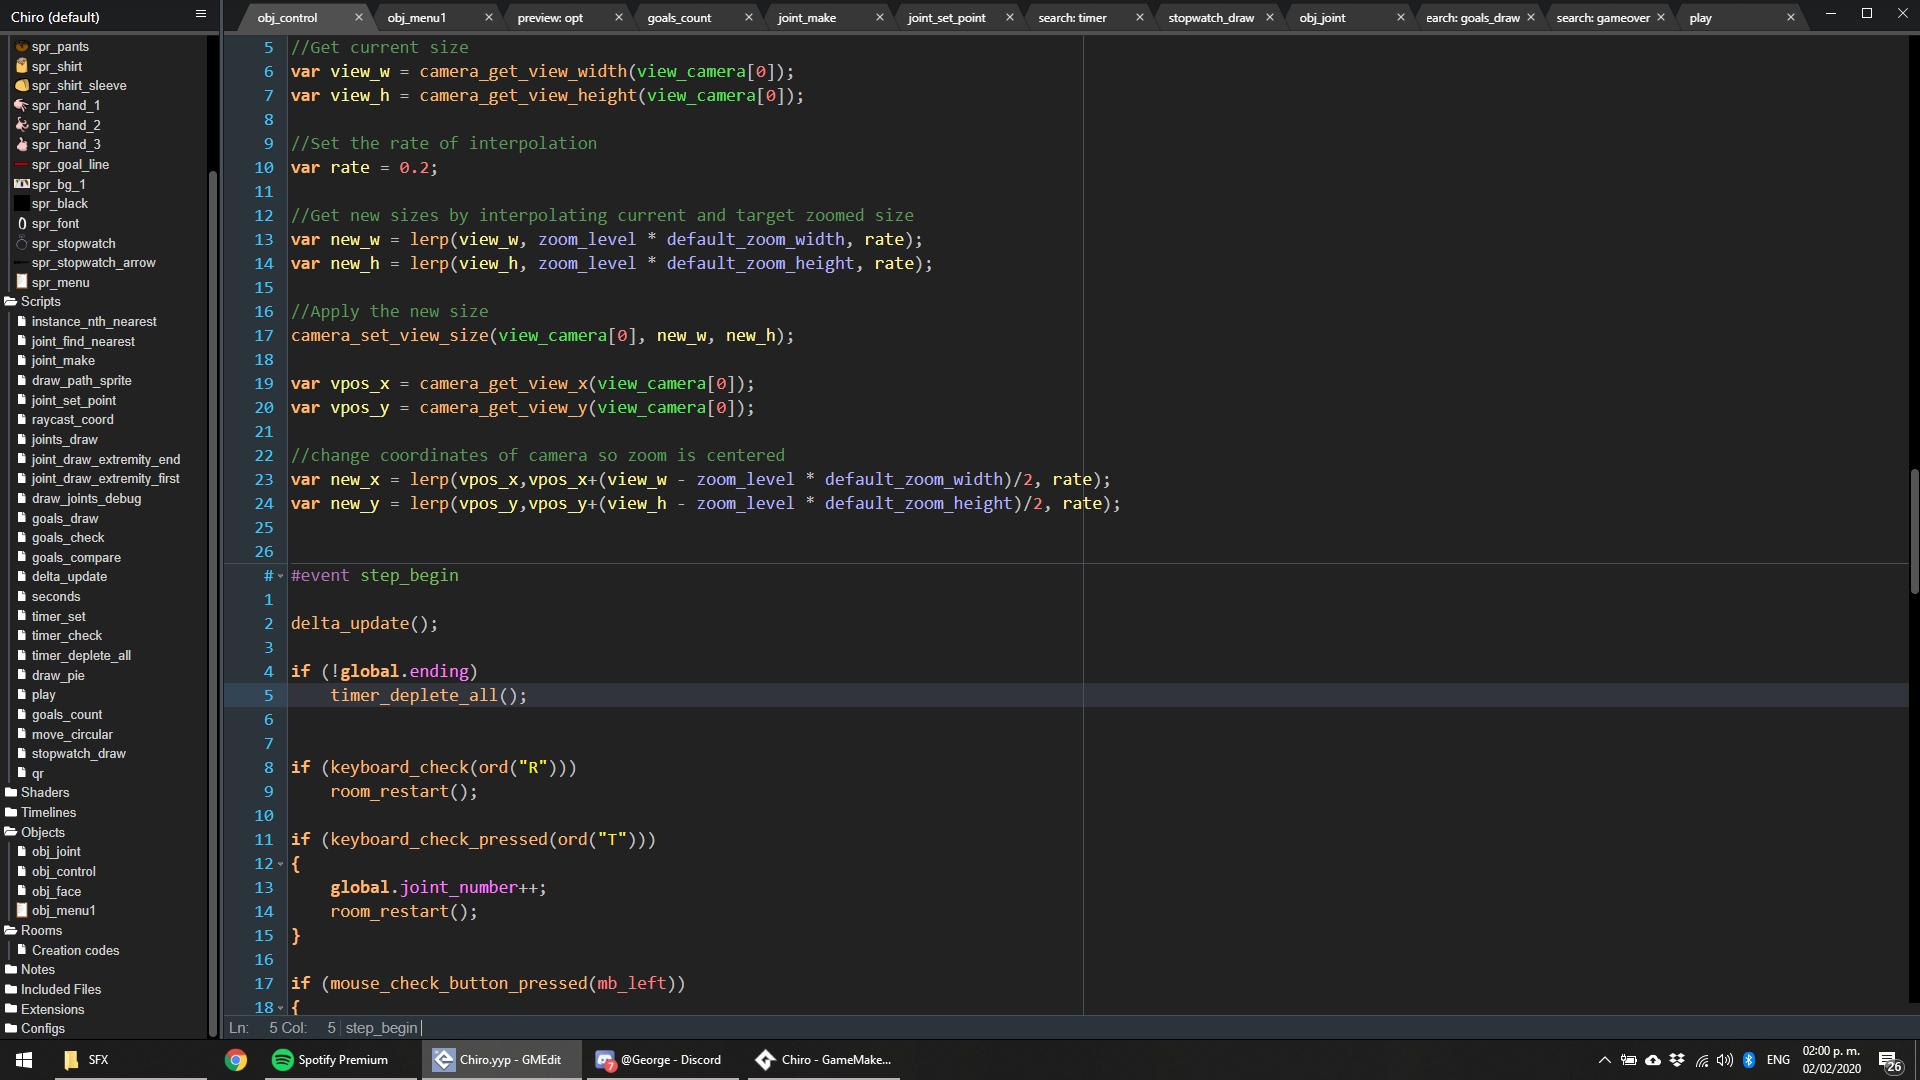 Chiro (default)
obj_control × obj_menu1 × preview: opt × goals_count × joint_make × joint_set_point × search: timer × stopwatch_draw × obj_joint × earch: goals_draw × search: gameover × play ×
spr_pants
spr_shirt
spr_shirt_sleeve
spr_hand_1
spr_hand_2
spr_hand_3
spr_goal_line
spr_bg_1
spr_black
spr_font
spr_stopwatch
spr_stopwatch_arrow
spr_menu
Scripts
instance_nth_nearest
joint_find_nearest
joint_make
draw_path_sprite
joint_set_point
raycast_coord
joints_draw
joint_draw_extremity_end
joint_draw_extremity_first
draw_joints_debug
goals_draw
goals_check
goals_compare
delta_update
seconds
timer_set
timer_check
timer_deplete_all
draw_pie
play
goals_count
move_circular
stopwatch_draw
qr
Shaders
Timelines
Objects
obj_joint
obj_control
obj_face
obj_menu1
Rooms
Creation codes
Notes
Included Files
Extensions
Configs
5 //Get current size
6 var view_w = camera_get_view_width(view_camera[0]);
7 var view_h = camera_get_view_height(view_camera[0]);
8
9 //Set the rate of interpolation
10 var rate = 0.2;
11
12 //Get new sizes by interpolating current and target zoomed size
13 var new_w = lerp(view_w, zoom_level * default_zoom_width, rate);
14 var new_h = lerp(view_h, zoom_level * default_zoom_height, rate);
15
16 //Apply the new size
17 camera_set_view_size(view_camera[0], new_w, new_h);
18
19 var vpos_x = camera_get_view_x(view_camera[0]);
20 var vpos_y = camera_get_view_y(view_camera[0]);
21
22 //change coordinates of camera so zoom is centered
23 var new_x = lerp(vpos_x,vpos_x+(view_w - zoom_level * default_zoom_width)/2, rate);
24 var new_y = lerp(vpos_y,vpos_y+(view_h - zoom_level * default_zoom_height)/2, rate);
25
26
# #event step_begin
1
2 delta_update();
3
4 if (!global.ending)
5 timer_deplete_all();
6
7
8 if (keyboard_check(ord("R")))
9 room_restart();
10
11 if (keyboard_check_pressed(ord("T")))
12 {
13 global.joint_number++;
14 room_restart();
15 }
16
17 if (mouse_check_button_pressed(mb_left))
18 {
Ln: 5 Col: 5 step_begin
SFX Spotify Premium Chiro.yyp - GMEdit 7 @George - Discord Chiro - GameMake... ENG 02:00 p. m. 26
02/02/2020